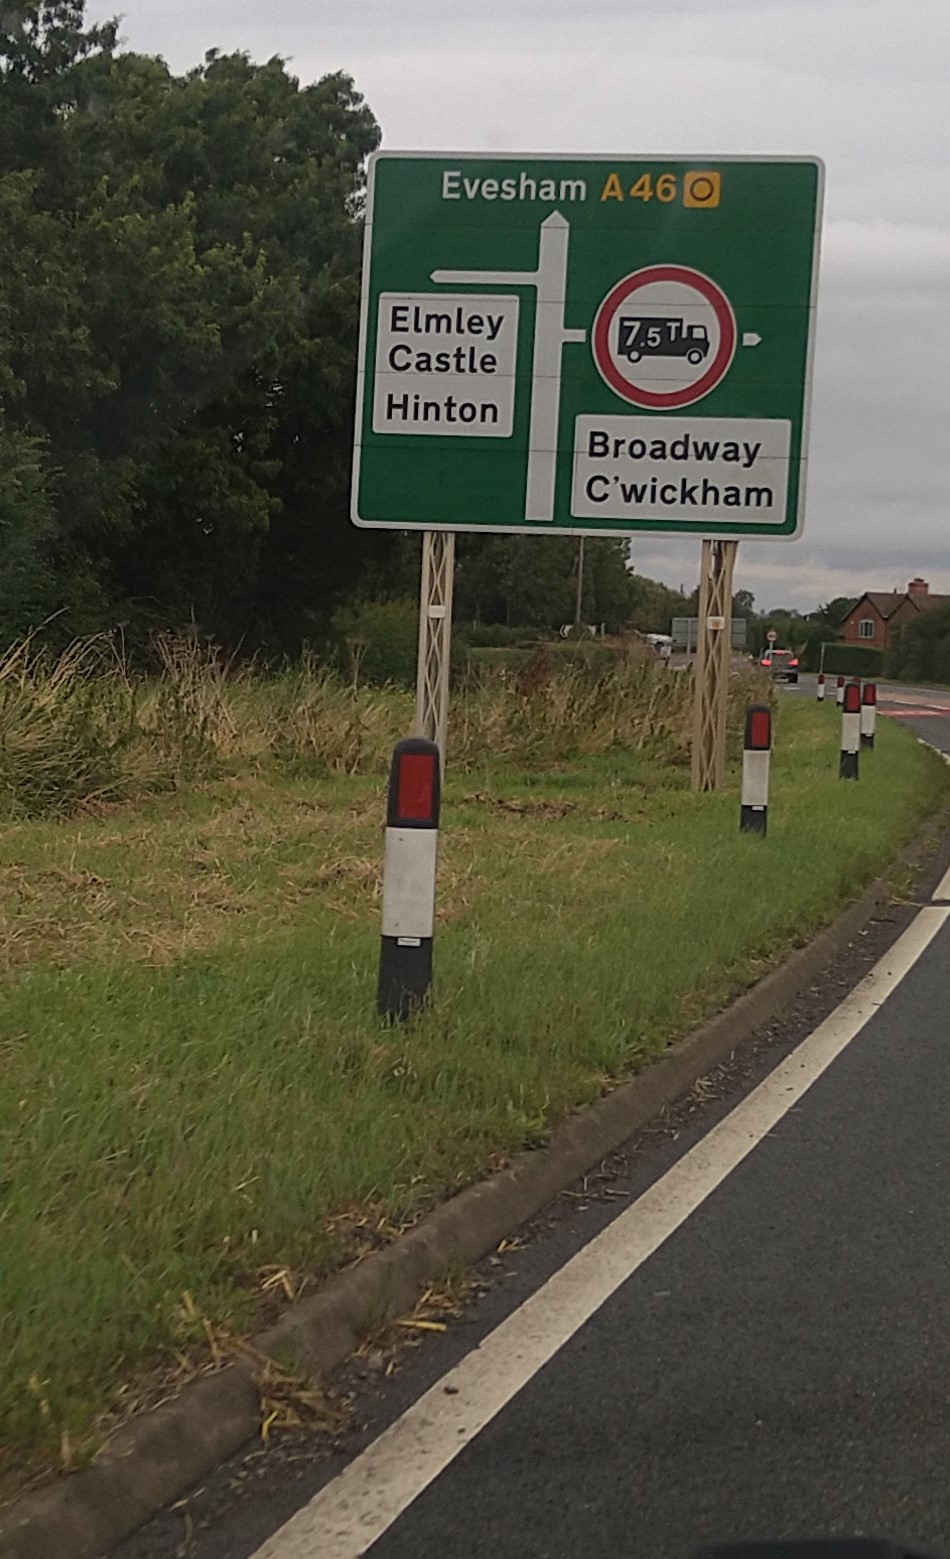 Evesham A46
Elmley
Castle
Hinton
7.5T
Broadway
C'wickham